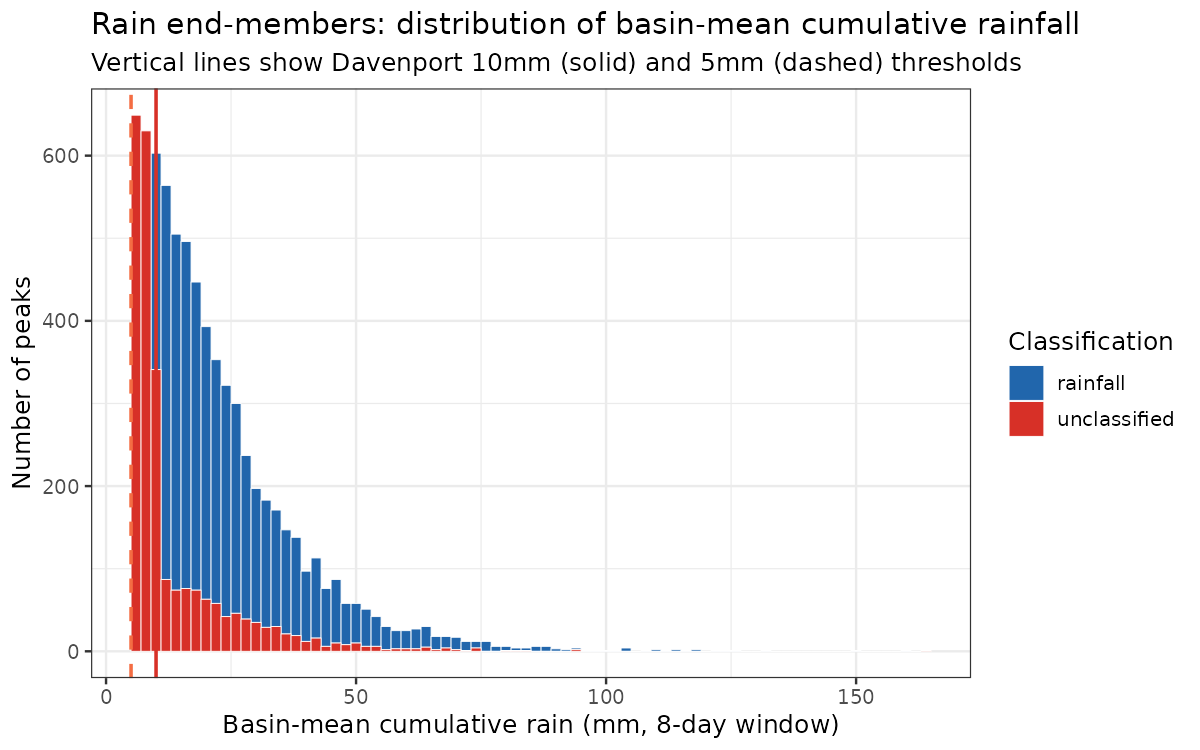 Rain end-members: distribution of basin-mean cumulative rainfall
Vertical lines show Davenport 10mm (solid) and 5mm (dashed) thresholds
Number of peaks
600
400
200
0
0 50 100 150
Basin-mean cumulative rain (mm, 8-day window)
Classification
rainfall
unclassified